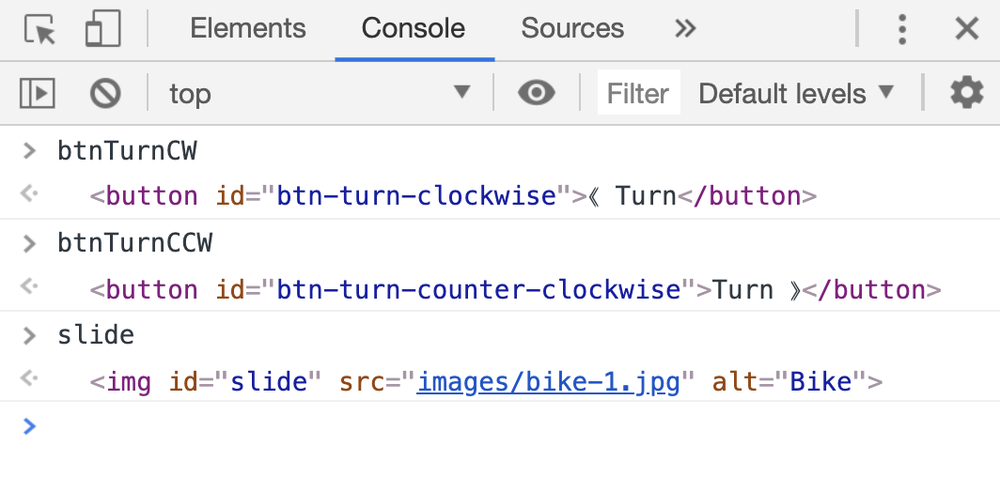 Elements Console Sources »
top Filter Default levels
> btnTurnCW
<button id="btn-turn-clockwise">《 Turn</button>
> btnTurnCCW
<button id="btn-turn-counter-clockwise">Turn 》</button>
> slide
<img id="slide" src="images/bike-1.jpg" alt="Bike">
>